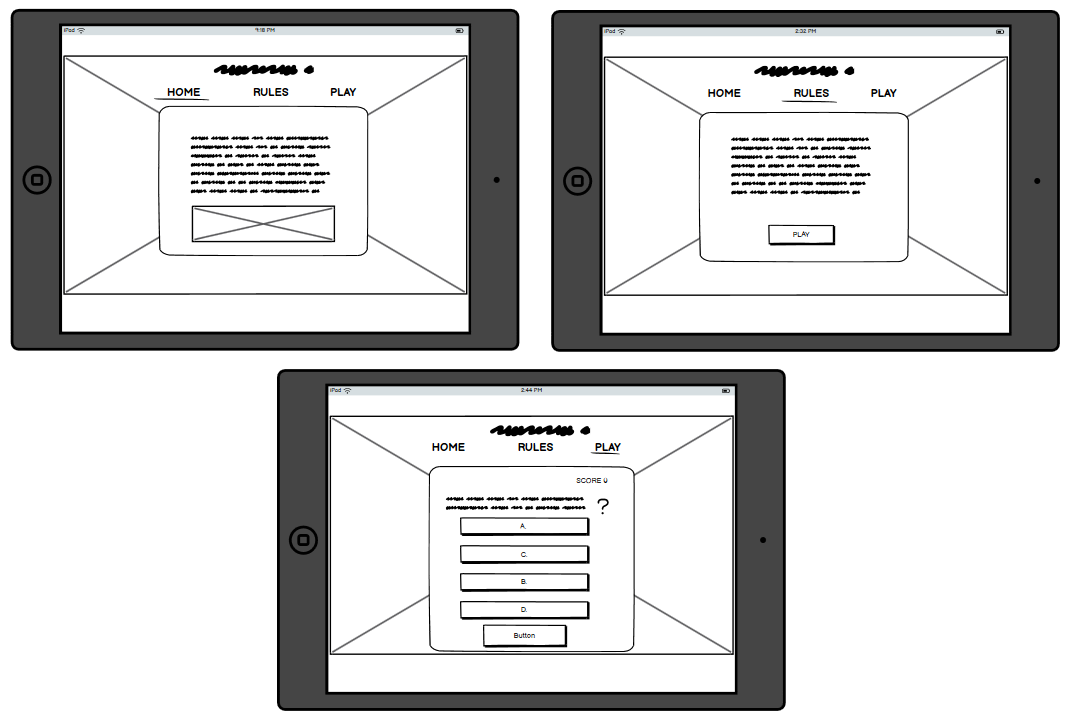 iPad 9:18 PM
HOME RULES PLAY
iPad 2:32 PM
HOME RULES PLAY
PLAY
iPad 2:44 PM
HOME RULES PLAY
SCORE 0
?
A.
C.
B.
D.
Button